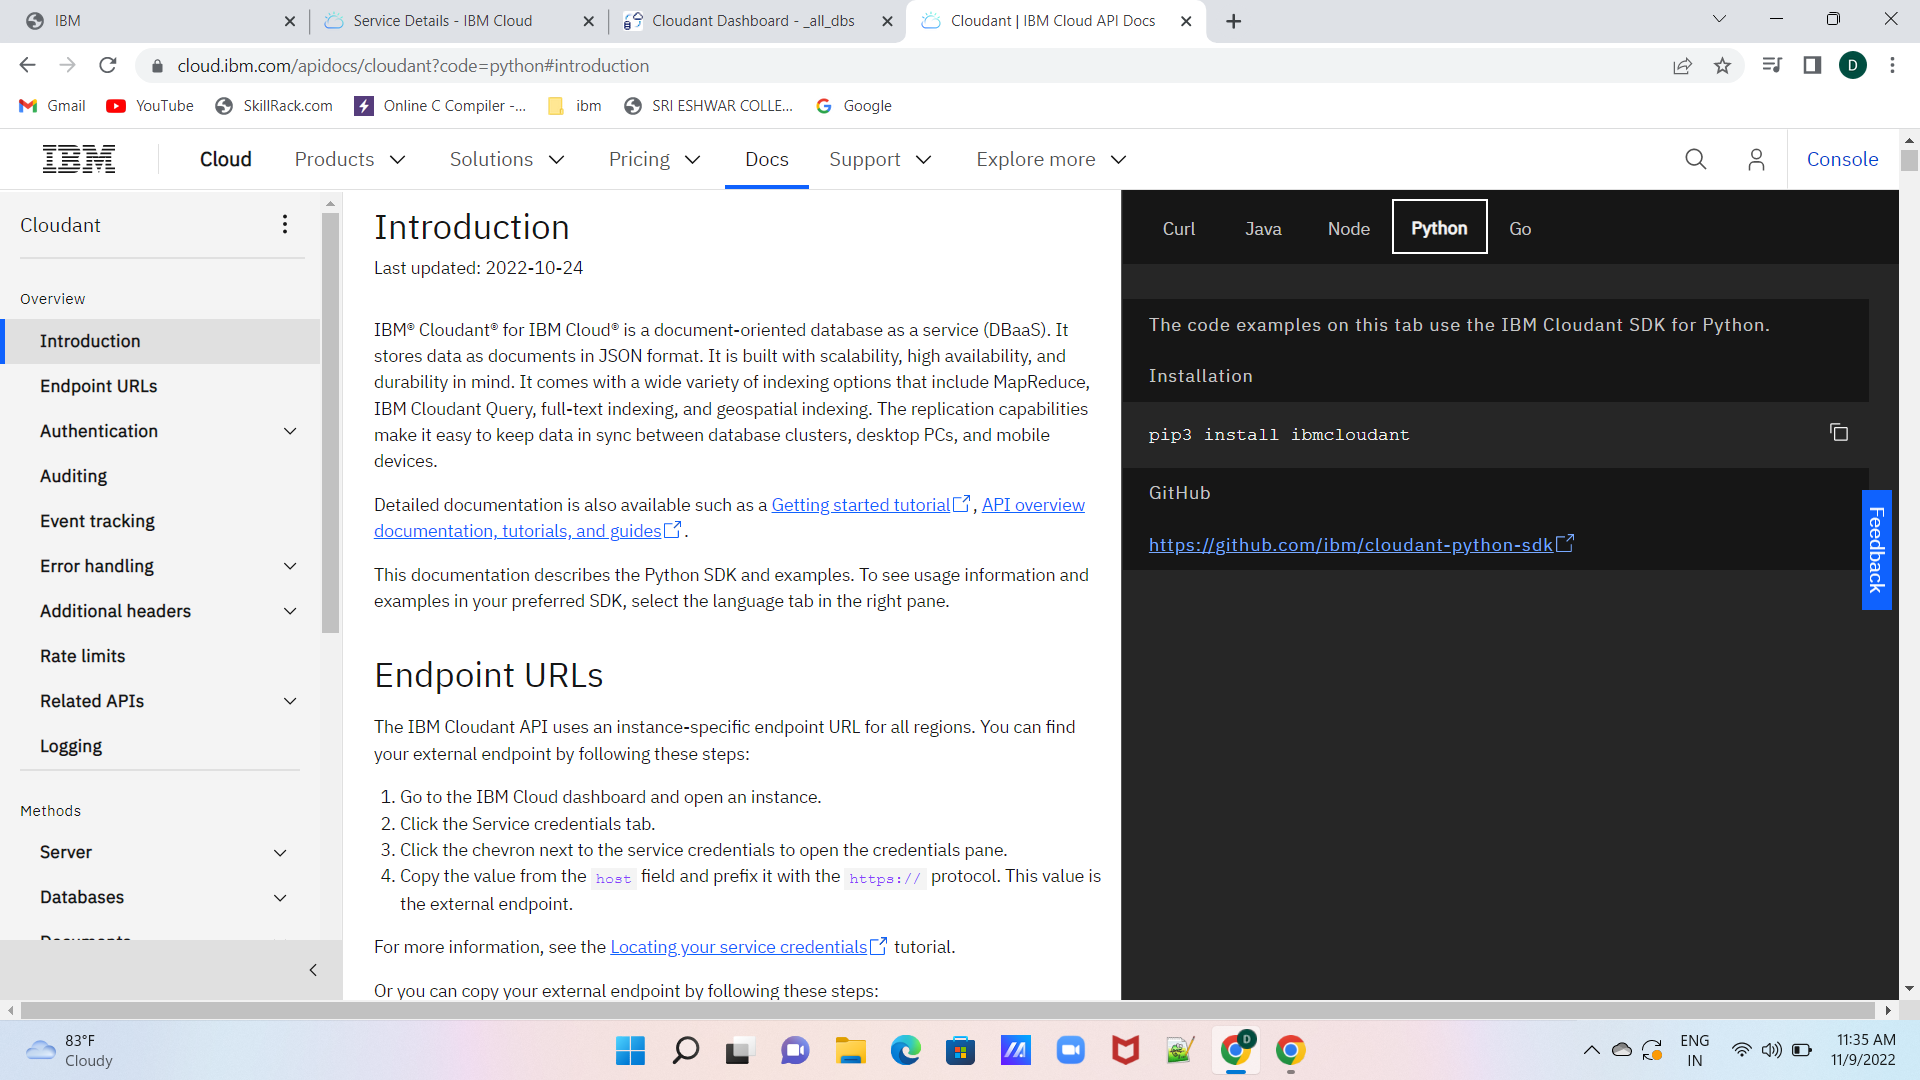 IBM
Service Details - IBM Cloud
Cloudant Dashboard - _all_dbs
Cloudant | IBM Cloud API Docs
cloud.ibm.com/apidocs/cloudant?code=python#introduction
D
Gmail
YouTube
SkillRack.com
Online C Compiler -...
ibm
SRI ESHWAR COLLE...
Google
IBM
Cloud
Products
Solutions
Pricing
Docs
Support
Explore more
Console
Cloudant
Overview
Introduction
Endpoint URLs
Authentication
Auditing
Event tracking
Error handling
Additional headers
Rate limits
Related APIs
Logging
Methods
Server
Databases
Introduction
Last updated: 2022-10-24
IBM® Cloudant® for IBM Cloud® is a document-oriented database as a service (DBaaS). It
stores data as documents in JSON format. It is built with scalability, high availability, and
durability in mind. It comes with a wide variety of indexing options that include MapReduce,
IBM Cloudant Query, full-text indexing, and geospatial indexing. The replication capabilities
make it easy to keep data in sync between database clusters, desktop PCs, and mobile
devices.
Detailed documentation is also available such as a Getting started tutorial , API overview
documentation, tutorials, and guides .
This documentation describes the Python SDK and examples. To see usage information and
examples in your preferred SDK, select the language tab in the right pane.
Endpoint URLs
The IBM Cloudant API uses an instance-specific endpoint URL for all regions. You can find
your external endpoint by following these steps:
1. Go to the IBM Cloud dashboard and open an instance.
2. Click the Service credentials tab.
3. Click the chevron next to the service credentials to open the credentials pane.
4. Copy the value from the host field and prefix it with the https:// protocol. This value is
the external endpoint.
For more information, see the Locating your service credentials tutorial.
Or you can copy your external endpoint by following these steps:
Curl
Java
Node
Python
Go
The code examples on this tab use the IBM Cloudant SDK for Python.
Installation
pip3 install ibmcloudant
GitHub
https://github.com/ibm/cloudant-python-sdk
Feedback
83°F
Cloudy
D
ENG
IN
11:35 AM
11/9/2022